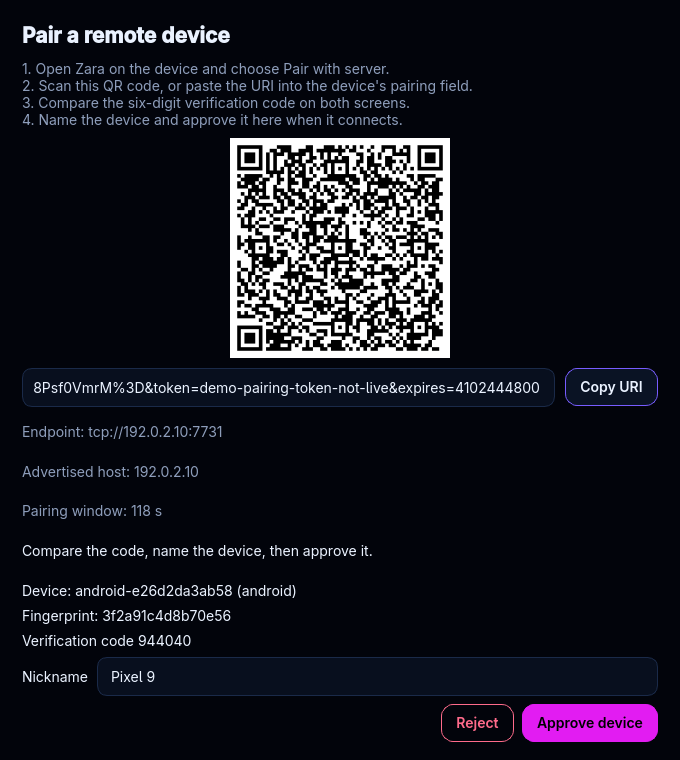 Pair a remote device
1. Open Zara on the device and choose Pair with server.
2. Scan this QR code, or paste the URI into the device's pairing field.
3. Compare the six-digit verification code on both screens.
4. Name the device and approve it here when it connects.
8Psf0VmrM%3D&token=demo-pairing-token-not-live&expires=4102444800
Copy URI
Endpoint: tcp://192.0.2.10:7731
Advertised host: 192.0.2.10
Pairing window: 118 s
Compare the code, name the device, then approve it.
Device: android-e26d2da3ab58 (android)
Fingerprint: 3f2a91c4d8b70e56
Verification code 944040
Nickname Pixel 9
Reject Approve device